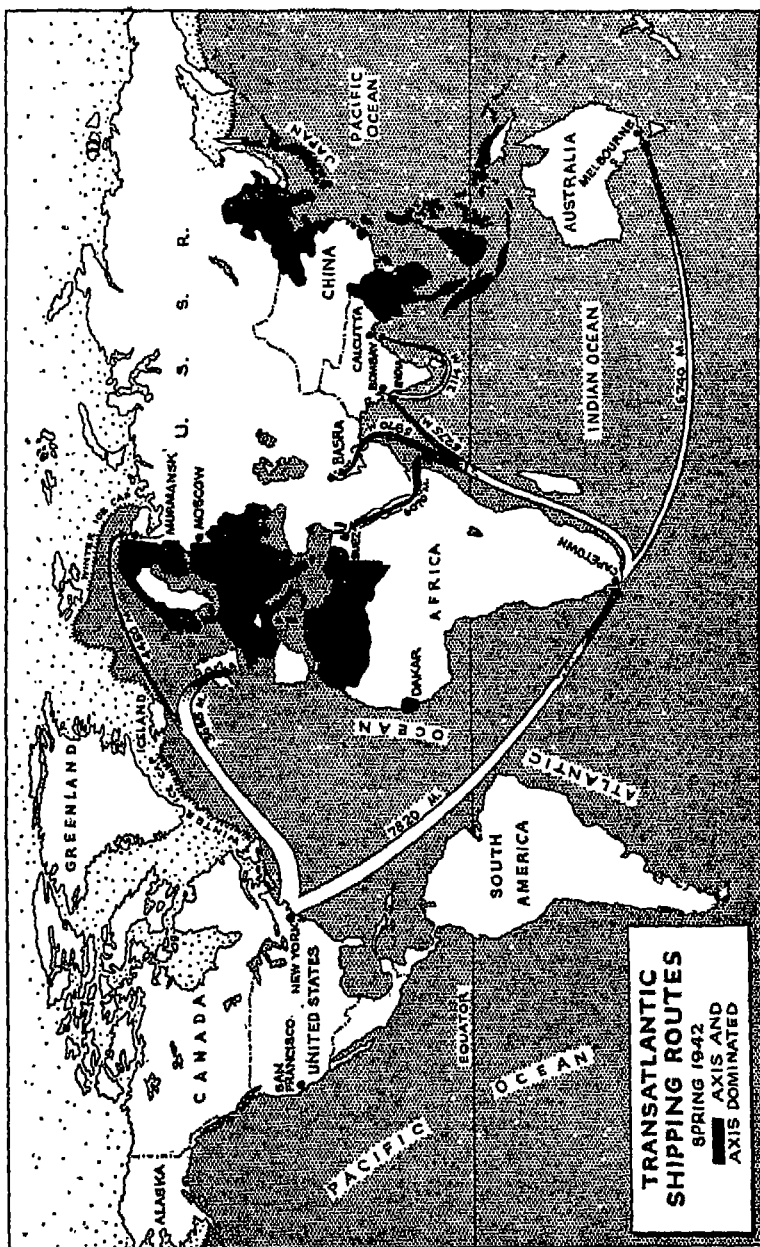 TRANSATLANTIC
SHIPPING ROUTES
SPRING 1942
AXIS AND
AXIS DOMINATED
ALASKA
CANADA
GREENLAND
ICELAND
SAN
FRANCISCO
UNITED STATES
NEW YORK
PACIFIC
OCEAN
EQUATOR
SOUTH
AMERICA
ATLANTIC
OCEAN
7820 M.
DAKAR
AFRICA
CAPETOWN
MURMANSK
MOSCOW
U. S. S. R.
BASRA
SUEZ
BOMBAY
INDIA
CALCUTTA
2114 M.
CHINA
JAPAN
PACIFIC
OCEAN
INDIAN OCEAN
6740 M.
AUSTRALIA
MELBOURNE